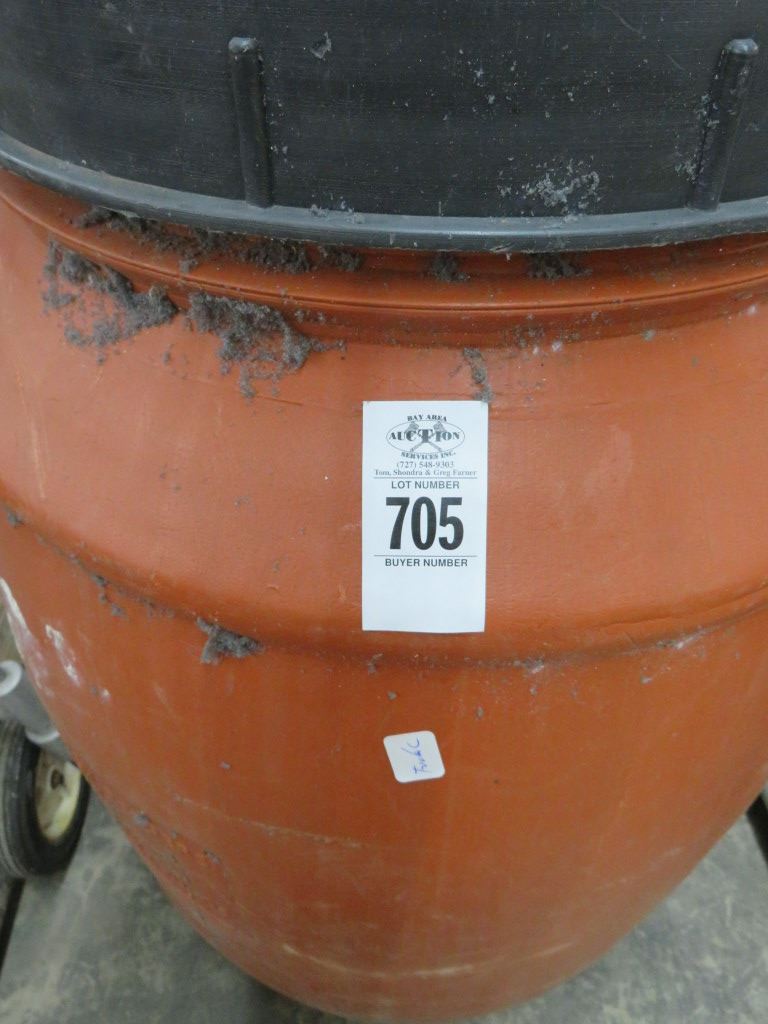 BAY AREA
AUCTION
SERVICES INC.
(727) 548-9303
Tom, Shondra & Greg Farner
LOT NUMBER
705
BUYER NUMBER